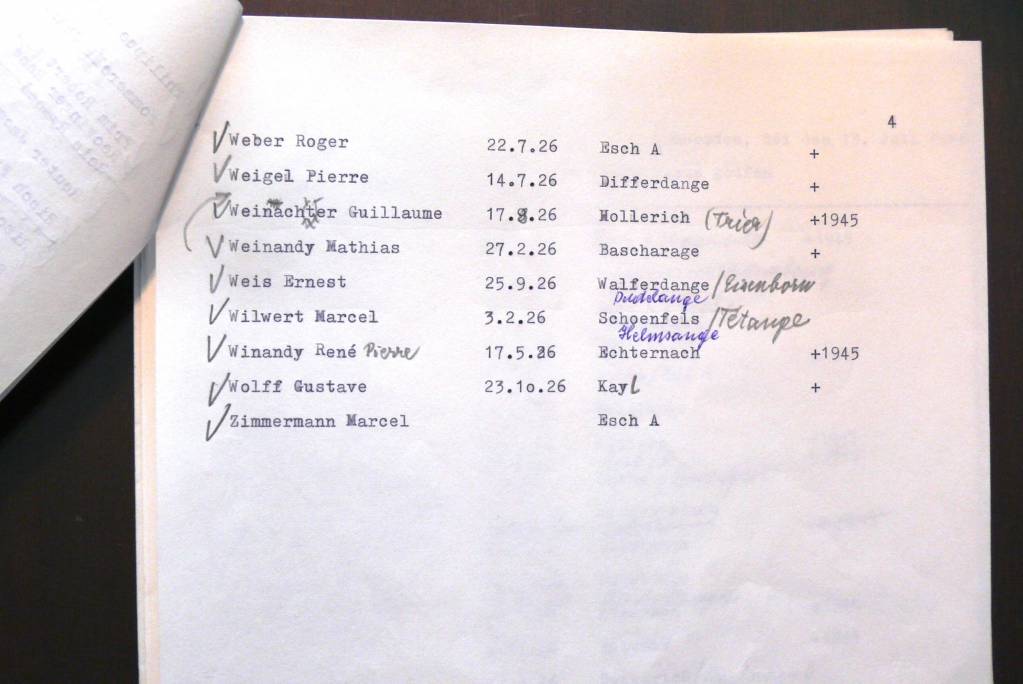 4
Weber Roger 22.7.26 Esch A +
Weigel Pierre 14.7.26 Differdange +
Weinachter Guillaume 17.8.26 Hollerich (Trier) +1945
Weinandy Mathias 27.2.26 Bascharage +
Weis Ernest 25.9.26 Walferdange /Eisenborn
Dudelange
Wilwert Marcel 3.2.26 Schoenfels /Tétange
Helmsange
Winandy René Pierre 17.5.26 Echternach +1945
Wolff Gustave 23.10.26 Kayl +
Zimmermann Marcel Esch A